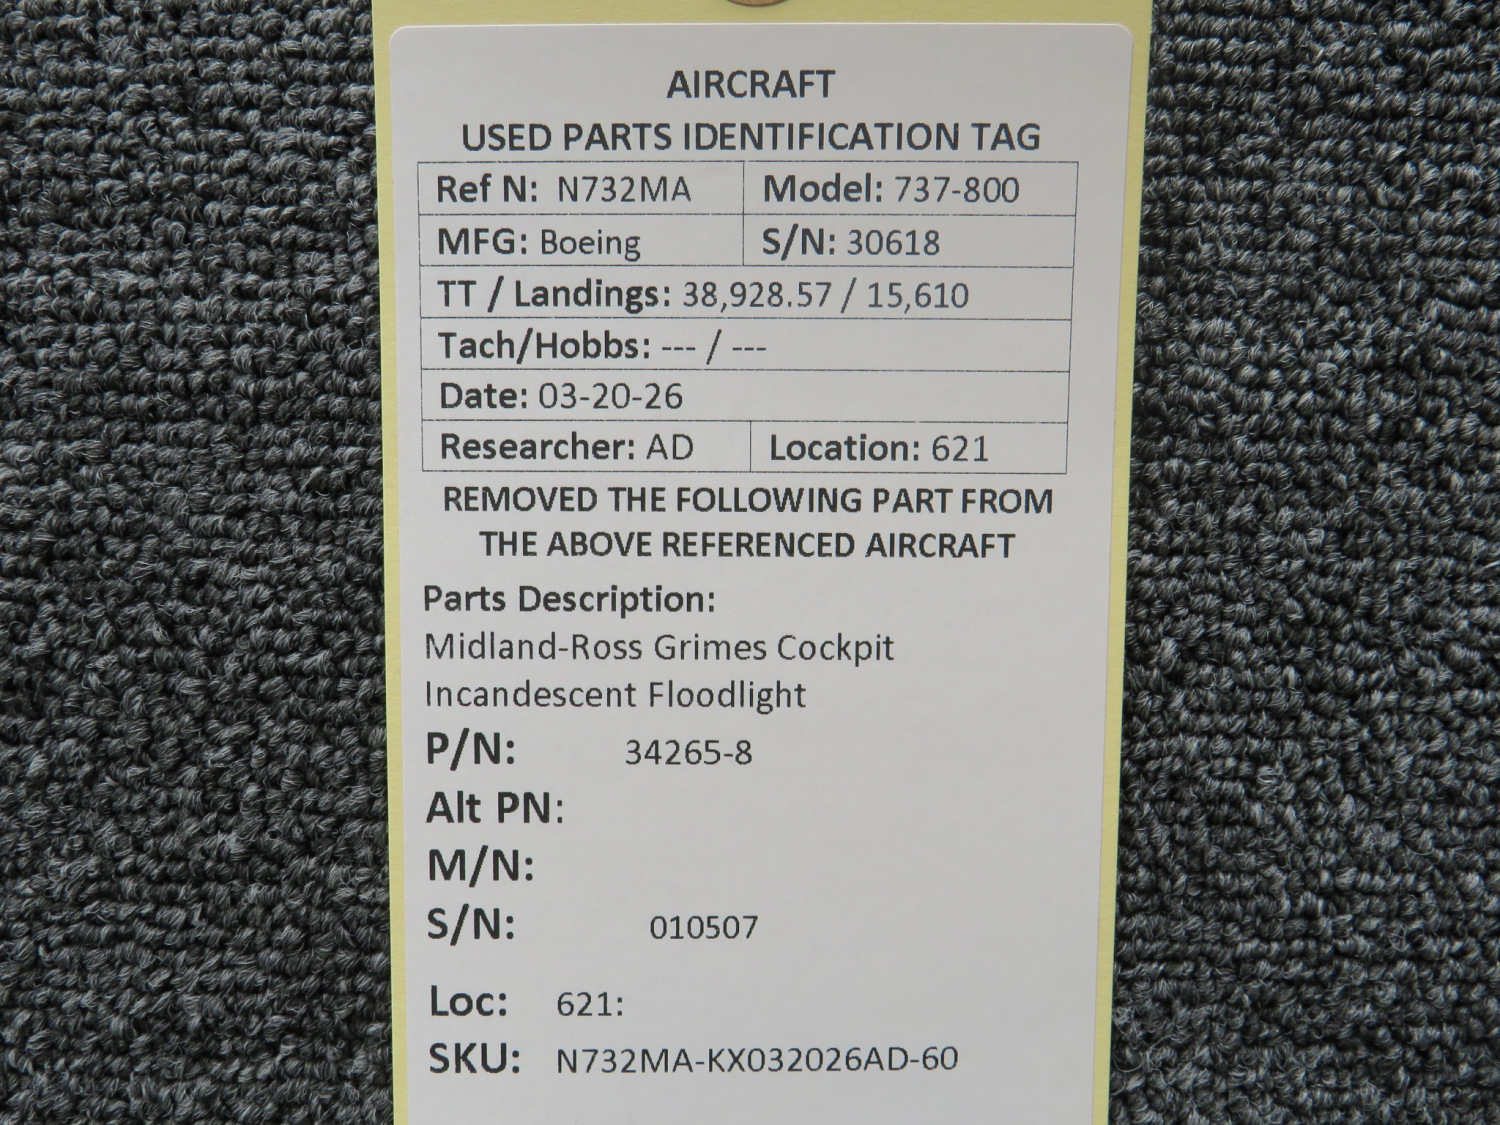 AIRCRAFT
USED PARTS IDENTIFICATION TAG
Ref N: N732MA Model: 737-800
MFG: Boeing S/N: 30618
TT / Landings: 38,928.57 / 15,610
Tach/Hobbs: --- / ---
Date: 03-20-26
Researcher: AD Location: 621
REMOVED THE FOLLOWING PART FROM
THE ABOVE REFERENCED AIRCRAFT
Parts Description:
Midland-Ross Grimes Cockpit
Incandescent Floodlight
P/N: 34265-8
Alt PN:
M/N:
S/N: 010507
Loc: 621:
SKU: N732MA-KX032026AD-60